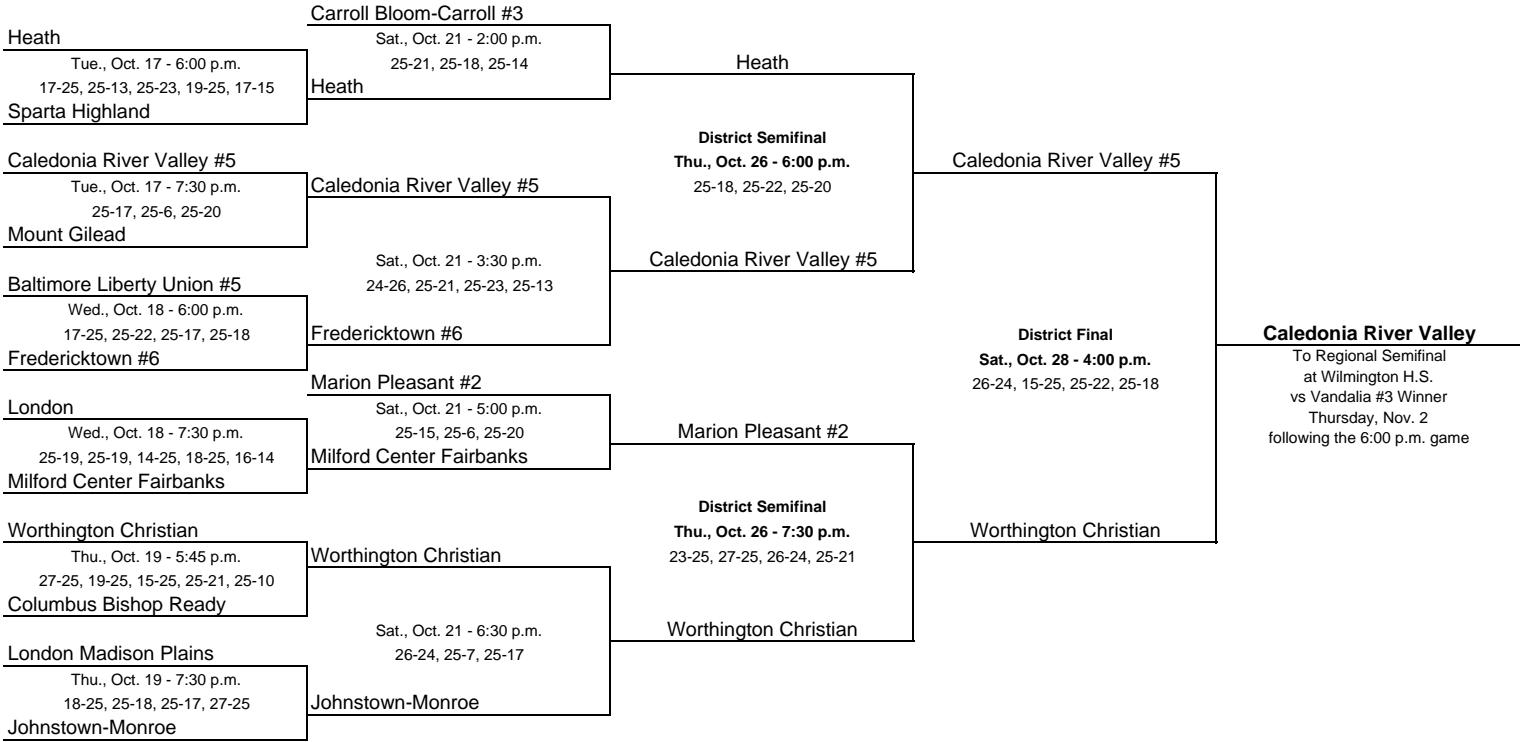 Carroll Bloom-Carroll #3
Heath
Sat., Oct. 21 - 2:00 p.m.
Tue., Oct. 17 - 6:00 p.m.
25-21, 25-18, 25-14
Heath
17-25, 25-13, 25-23, 19-25, 17-15
Heath
Sparta Highland
District Semifinal
Caledonia River Valley #5
Thu., Oct. 26 - 6:00 p.m.
Caledonia River Valley #5
Tue., Oct. 17 - 7:30 p.m.
Caledonia River Valley #5
25-18, 25-22, 25-20
25-17, 25-6, 25-20
Mount Gilead
Sat., Oct. 21 - 3:30 p.m.
Caledonia River Valley #5
Baltimore Liberty Union #5
24-26, 25-21, 25-23, 25-13
Wed., Oct. 18 - 6:00 p.m.
17-25, 25-22, 25-17, 25-18
Fredericktown #6
District Final
Caledonia River Valley
Fredericktown #6
Sat., Oct. 28 - 4:00 p.m.
To Regional Semifinal
Marion Pleasant #2
26-24, 15-25, 25-22, 25-18
at Wilmington H.S.
vs Vandalia #3 Winner
London
Sat., Oct. 21 - 5:00 p.m.
Thursday, Nov. 2
Wed., Oct. 18 - 7:30 p.m.
25-15, 25-6, 25-20
Marion Pleasant #2
following the 6:00 p.m. game
25-19, 25-19, 14-25, 18-25, 16-14
Milford Center Fairbanks
Milford Center Fairbanks
District Semifinal
Worthington Christian
Thu., Oct. 26 - 7:30 p.m.
Worthington Christian
Thu., Oct. 19 - 5:45 p.m.
Worthington Christian
23-25, 27-25, 26-24, 25-21
27-25, 19-25, 15-25, 25-21, 25-10
Columbus Bishop Ready
Sat., Oct. 21 - 6:30 p.m.
Worthington Christian
London Madison Plains
26-24, 25-7, 25-17
Thu., Oct. 19 - 7:30 p.m.
18-25, 25-18, 25-17, 27-25
Johnstown-Monroe
Johnstown-Monroe